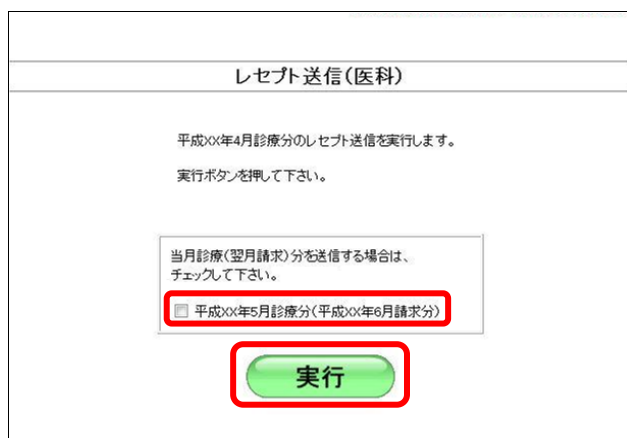 レセプト送信(医科)
平成XX年4月診療分のレセプト送信を実行します。
実行ボタンを押して下さい。
当月診療(翌月請求)分を送信する場合は、
チェックして下さい。
平成XX年5月診療分(平成XX年6月請求分)
実行